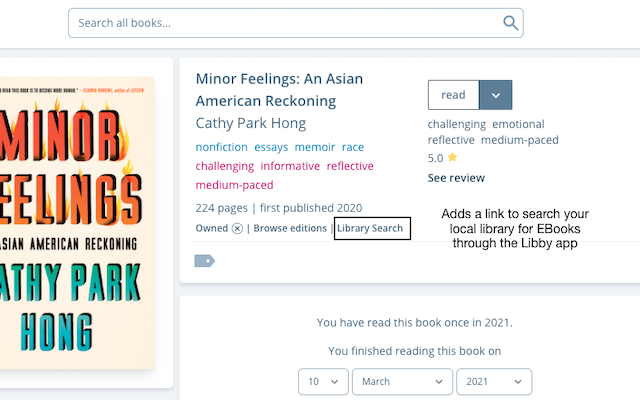 Search all books...
READ THIS BOOK IS TO BECOME MORE HUMAN." —CLAUDIA RANKINE, author of CITIZEN
MINOR
FEELINGS
ASIAN AMERICAN RECKONING
CATHY PARK
HONG
Minor Feelings: An Asian
American Reckoning
Cathy Park Hong
nonfiction essays memoir race
challenging informative reflective
medium-paced
224 pages | first published 2020
Owned | Browse editions | Library Search
read
challenging emotional
reflective medium-paced
5.0
See review
Adds a link to search your
local library for EBooks
through the Libby app
You have read this book once in 2021.
You finished reading this book on
10 March 2021